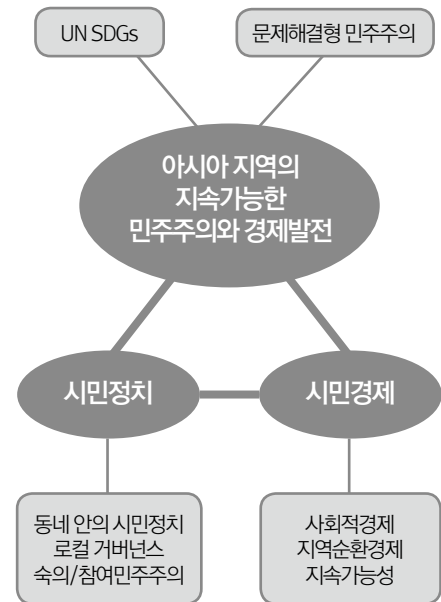 UN SDGs
문제해결형 민주주의
아시아 지역의
지속가능한
민주주의와 경제발전
시민정치
시민경제
동네 안의 시민정치
로컬 거버넌스
숙의/참여민주주의
사회적경제
지역순환경제
지속가능성